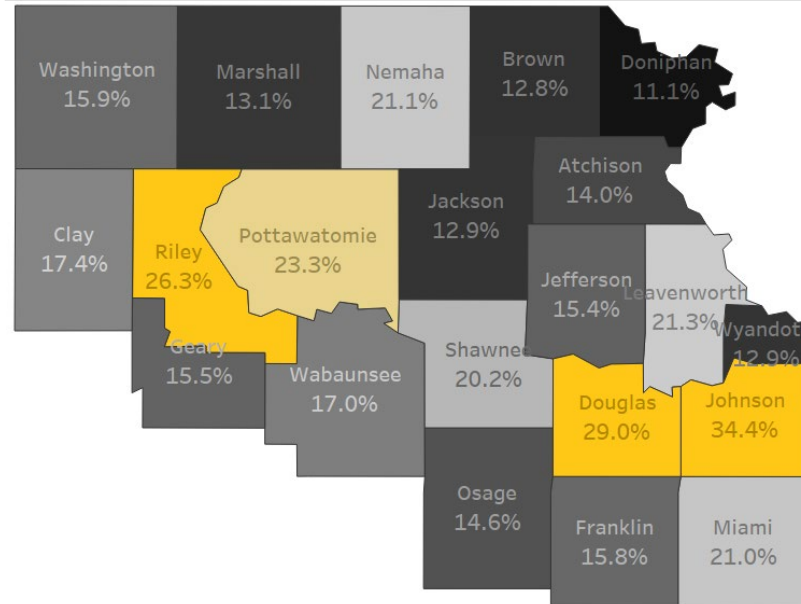 Washington
15.9%
Marshall
13.1%
Nemaha
21.1%
Brown
12.8%
Doniphan
11.1%
Atchison
14.0%
Clay
17.4%
Riley
26.3%
Pottawatomie
23.3%
Jackson
12.9%
Jefferson
15.4%
Leavenworth
21.3%
Wyandot
12.9%
Geary
15.5%
Wabaunsee
17.0%
Shawnee
20.2%
Douglas
29.0%
Johnson
34.4%
Osage
14.6%
Franklin
15.8%
Miami
21.0%